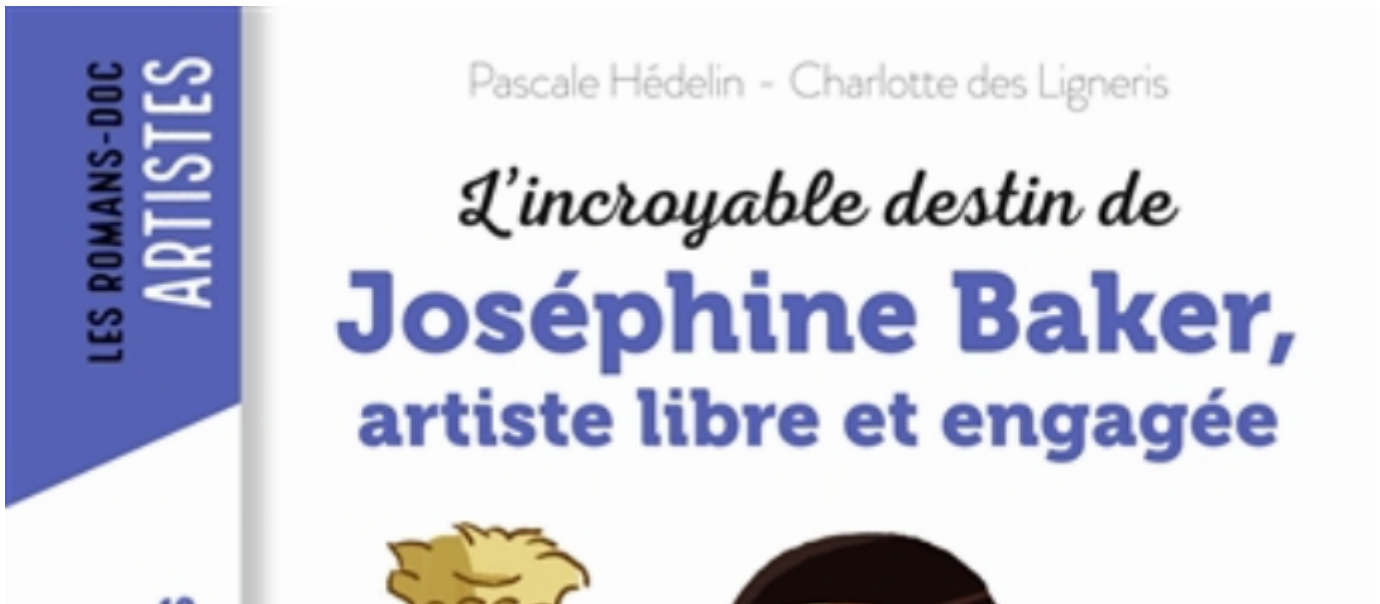 LES ROMANS-DOC
ARTISTES
Pascale Hédelin - Charlotte des Ligneris
L'incroyable destin de
Joséphine Baker,
artiste libre et engagée